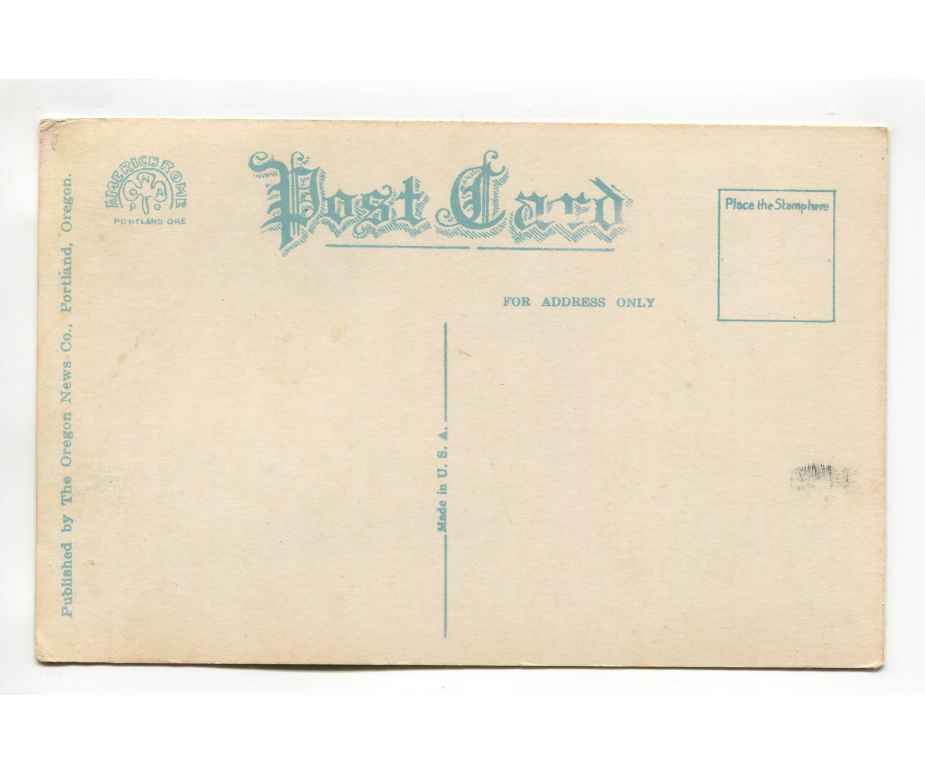 AMERICHROME
PORTLAND ORE
Post Card
Place the Stamp here
FOR ADDRESS ONLY
Published by The Oregon News Co., Portland, Oregon.
Made in U. S. A.